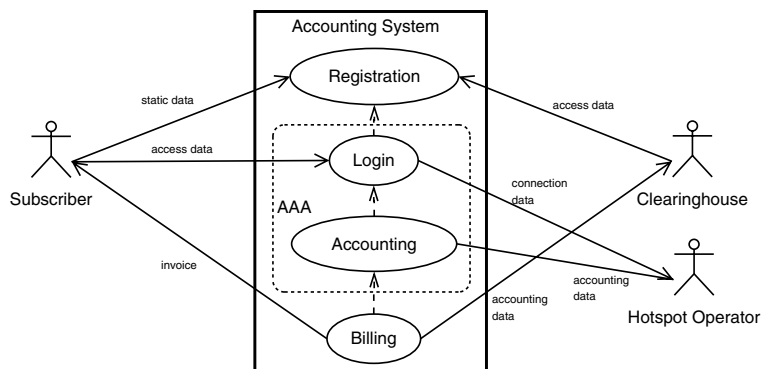 Accounting System
Registration
static data
access data
access data
Login
Subscriber
connection
data
Clearinghouse
AAA
Accounting
invoice
accounting
data
accounting
data
Hotspot Operator
Billing